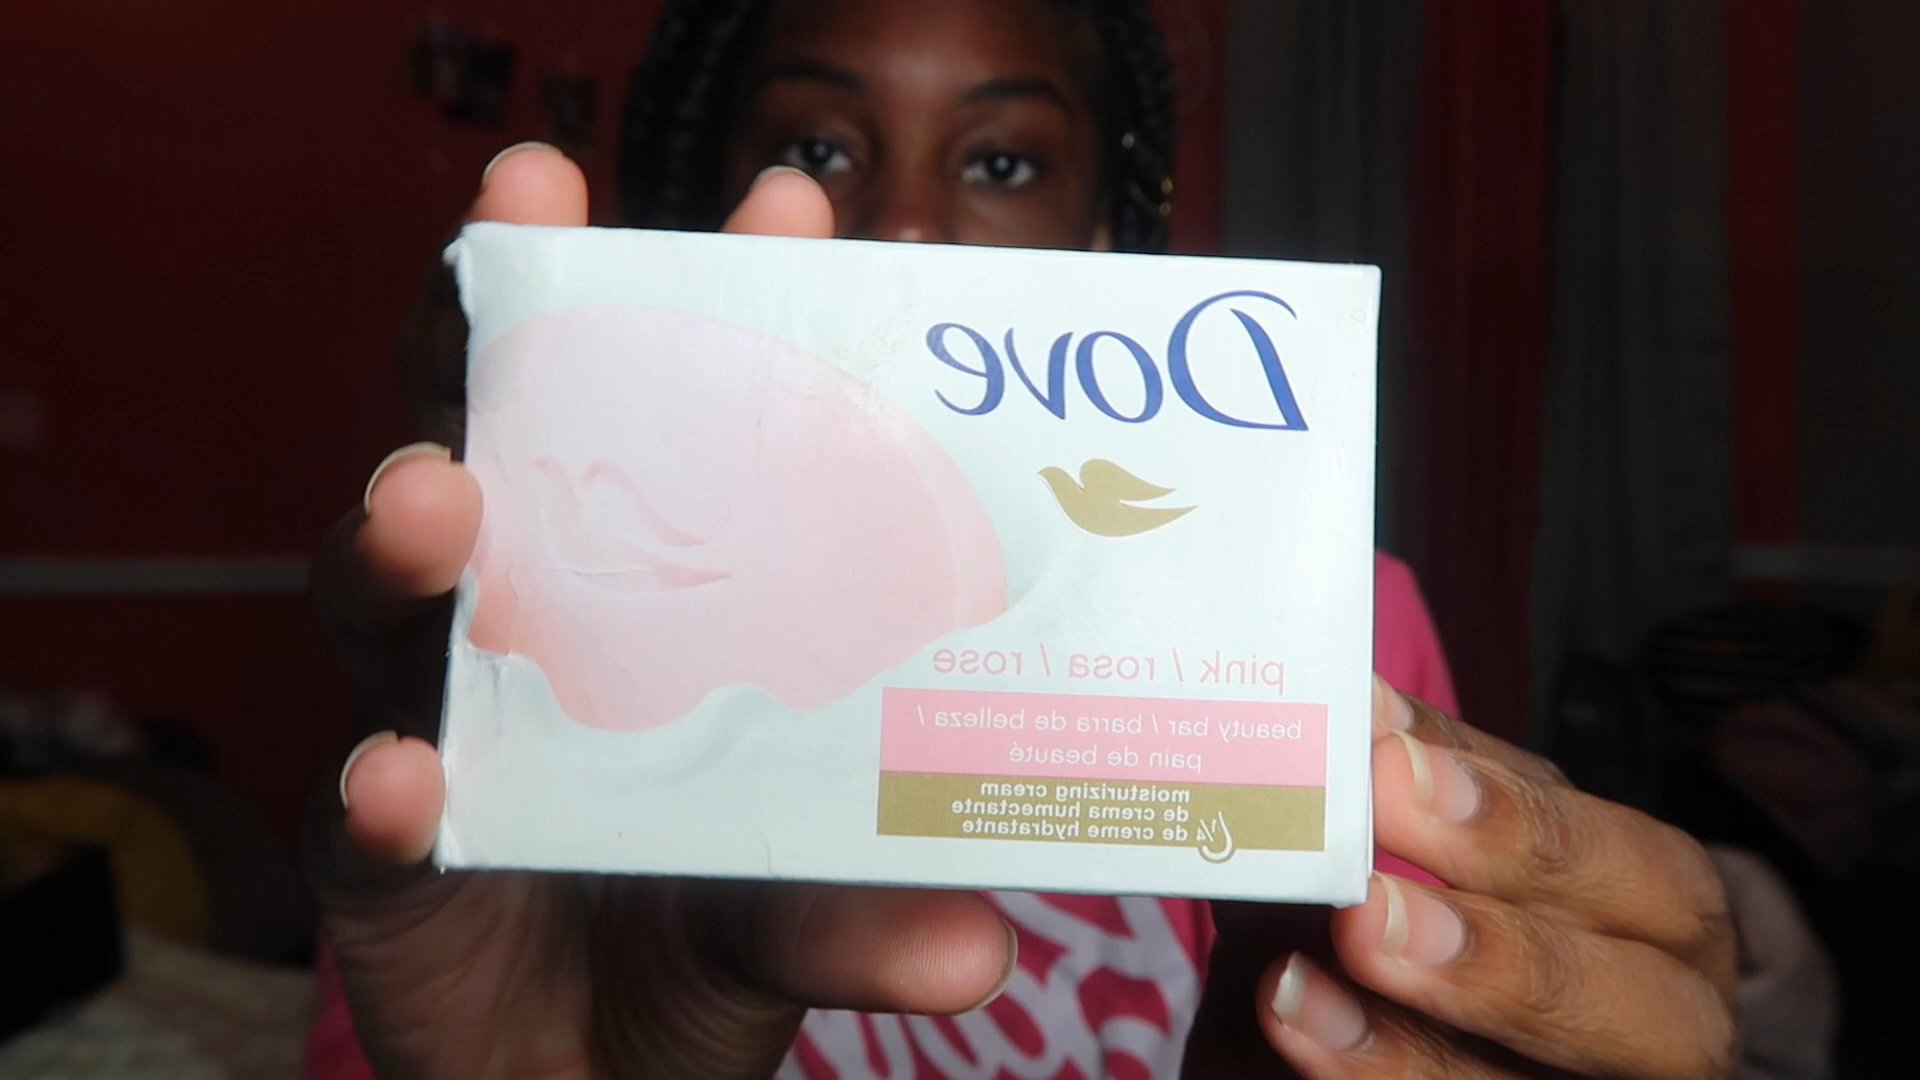 Dove
pink / rosa / rose
beauty bar / barra de belleza /
pain de beauté
¼ moisturizing cream
de crema humectante
de creme hydratante